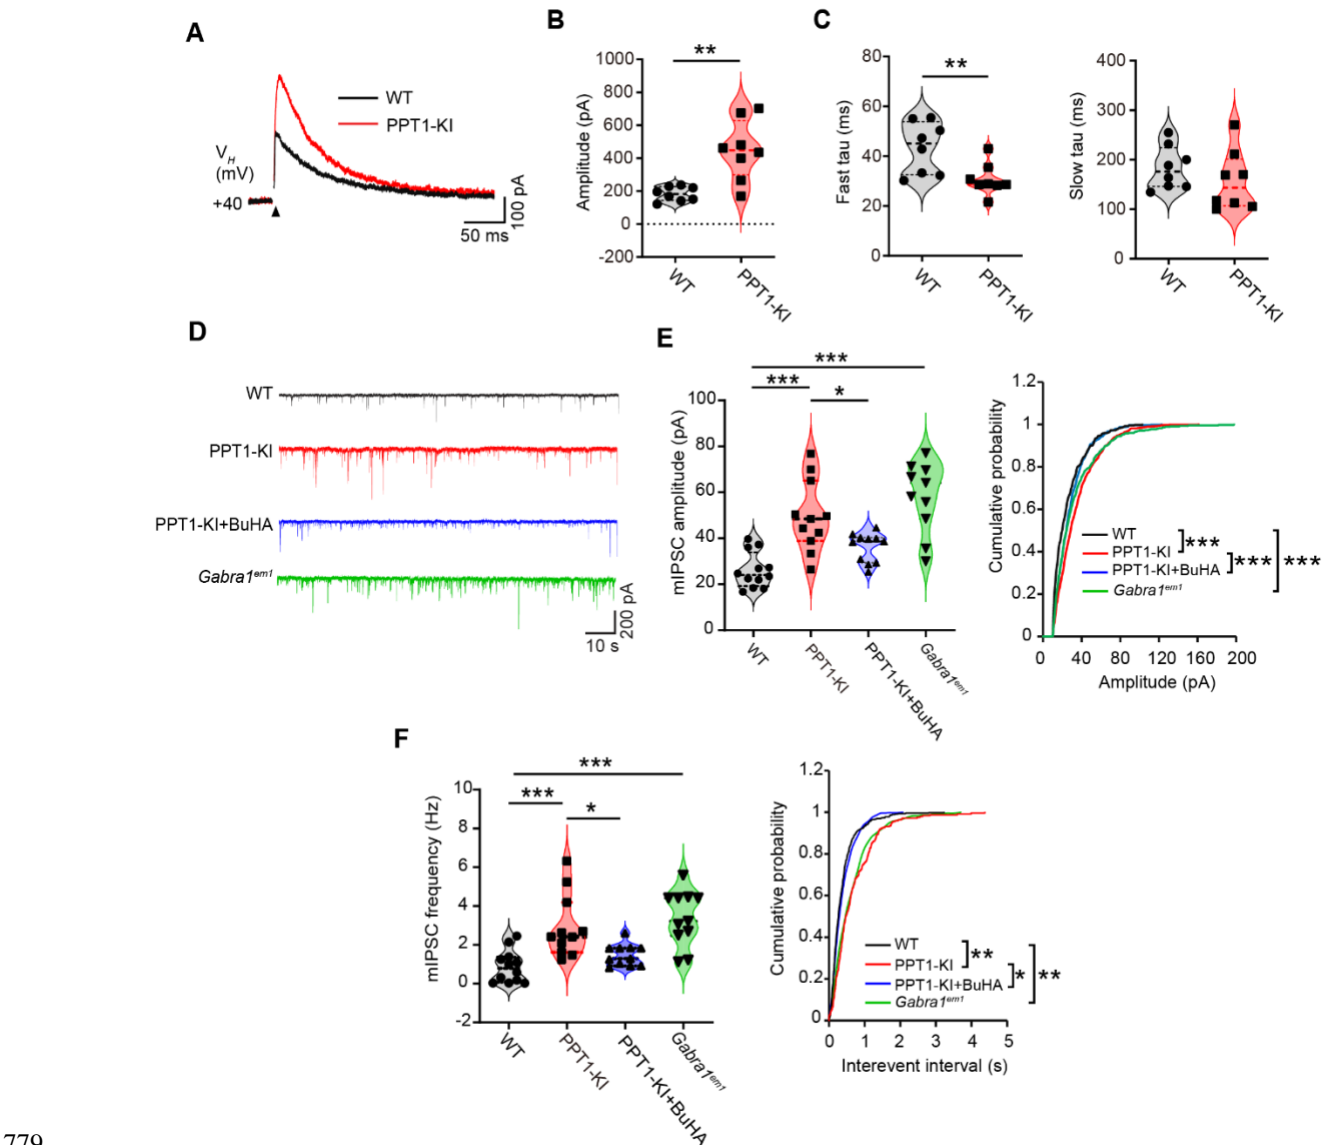 A
WT
PPT1-KI
VH
(mV)
+40
100 pA
50 ms
B
**
Amplitude (pA)
1000
800
600
400
200
0
-200
WT
PPT1-KI
C
**
Fast tau (ms)
80
60
40
20
0
WT
PPT1-KI
Slow tau (ms)
400
300
200
100
0
WT
PPT1-KI
D
WT
PPT1-KI
PPT1-KI+BuHA
Gabra1em1
200 pA
10 s
E
***
***
*
mIPSC amplitude (pA)
100
80
60
40
20
0
WT
PPT1-KI
PPT1-KI+BuHA
Gabra1em1
Cumulative probability
1.2
1
0.8
0.6
0.4
0.2
0
WT
PPT1-KI
PPT1-KI+BuHA
Gabra1em1
***
***
***
0 40 80 120 160 200
Amplitude (pA)
F
***
***
*
mIPSC frequency (Hz)
10
8
6
4
2
0
-2
WT
PPT1-KI
PPT1-KI+BuHA
Gabra1em1
Cumulative probability
1.2
1
0.8
0.6
0.4
0.2
0
WT
PPT1-KI
PPT1-KI+BuHA
Gabra1em1
**
*
**
0 1 2 3 4 5
Interevent interval (s)
779